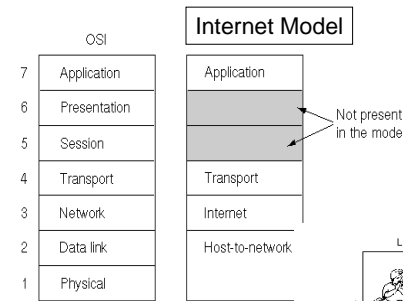 Internet Model
OSI
7 Application Application
6 Presentation
Not present
in the mode
5 Session
4 Transport Transport
3 Network Internet
2 Data link Host-to-network
L
1 Physical